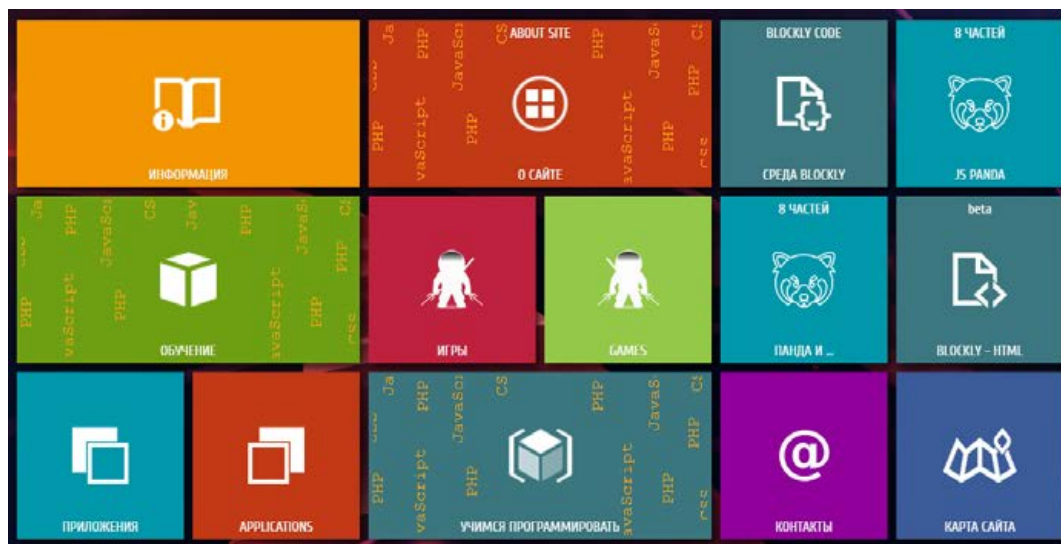 ИНФОРМАЦИЯ
ABOUT SITE
О САЙТЕ
BLOCKLY CODE
СРЕДА BLOCKLY
8 ЧАСТЕЙ
JS PANDA
ОБУЧЕНИЕ
ИГРЫ
GAMES
8 ЧАСТЕЙ
ПАНДА И ...
beta
BLOCKLY - HTML
ПРИЛОЖЕНИЯ
APPLICATIONS
УЧИМСЯ ПРОГРАММИРОВАТЬ
@
КОНТАКТЫ
КАРТА САЙТА